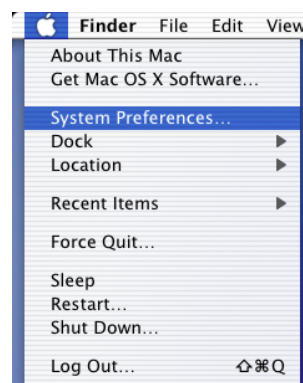 Finder File Edit View
About This Mac
Get Mac OS X Software...
System Preferences...
Dock
Location
Recent Items
Force Quit...
Sleep
Restart...
Shut Down...
Log Out... ⇧⌘Q